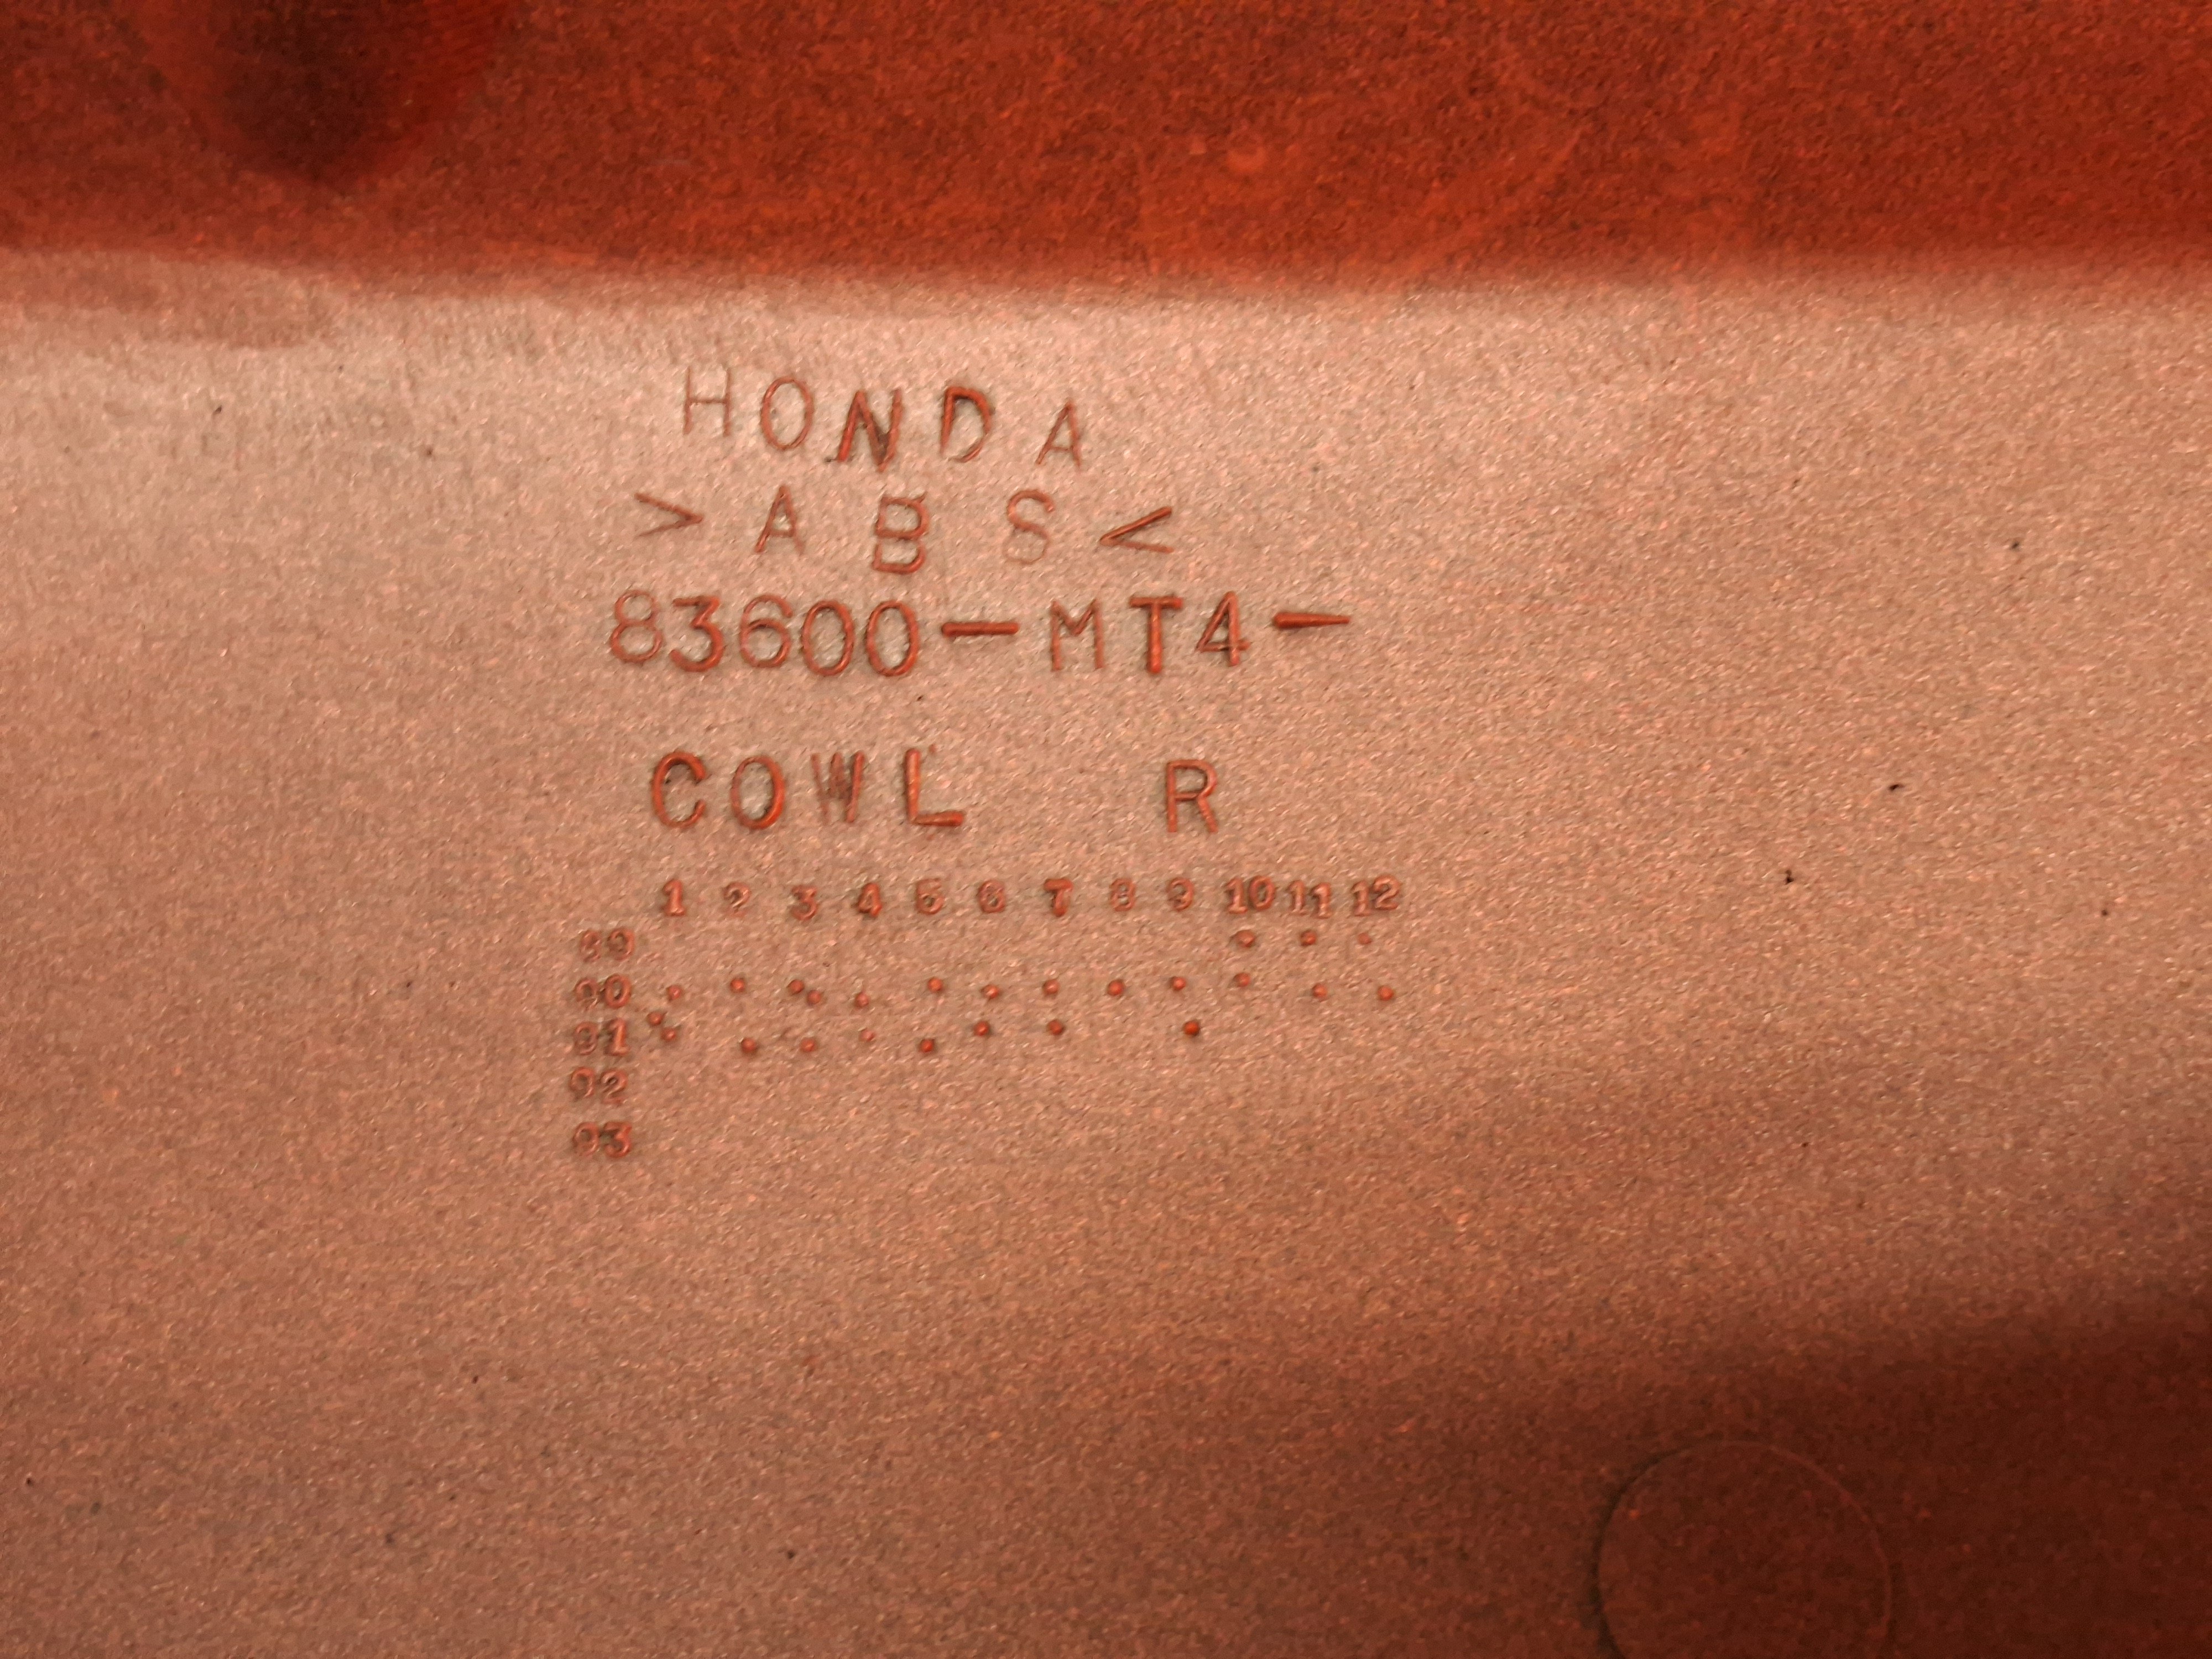 HONDA
>ABS<
83600-MT4-
COWL R
1 2 3 4 5 6 7 8 9 10 11 12
89
90
91
92
93